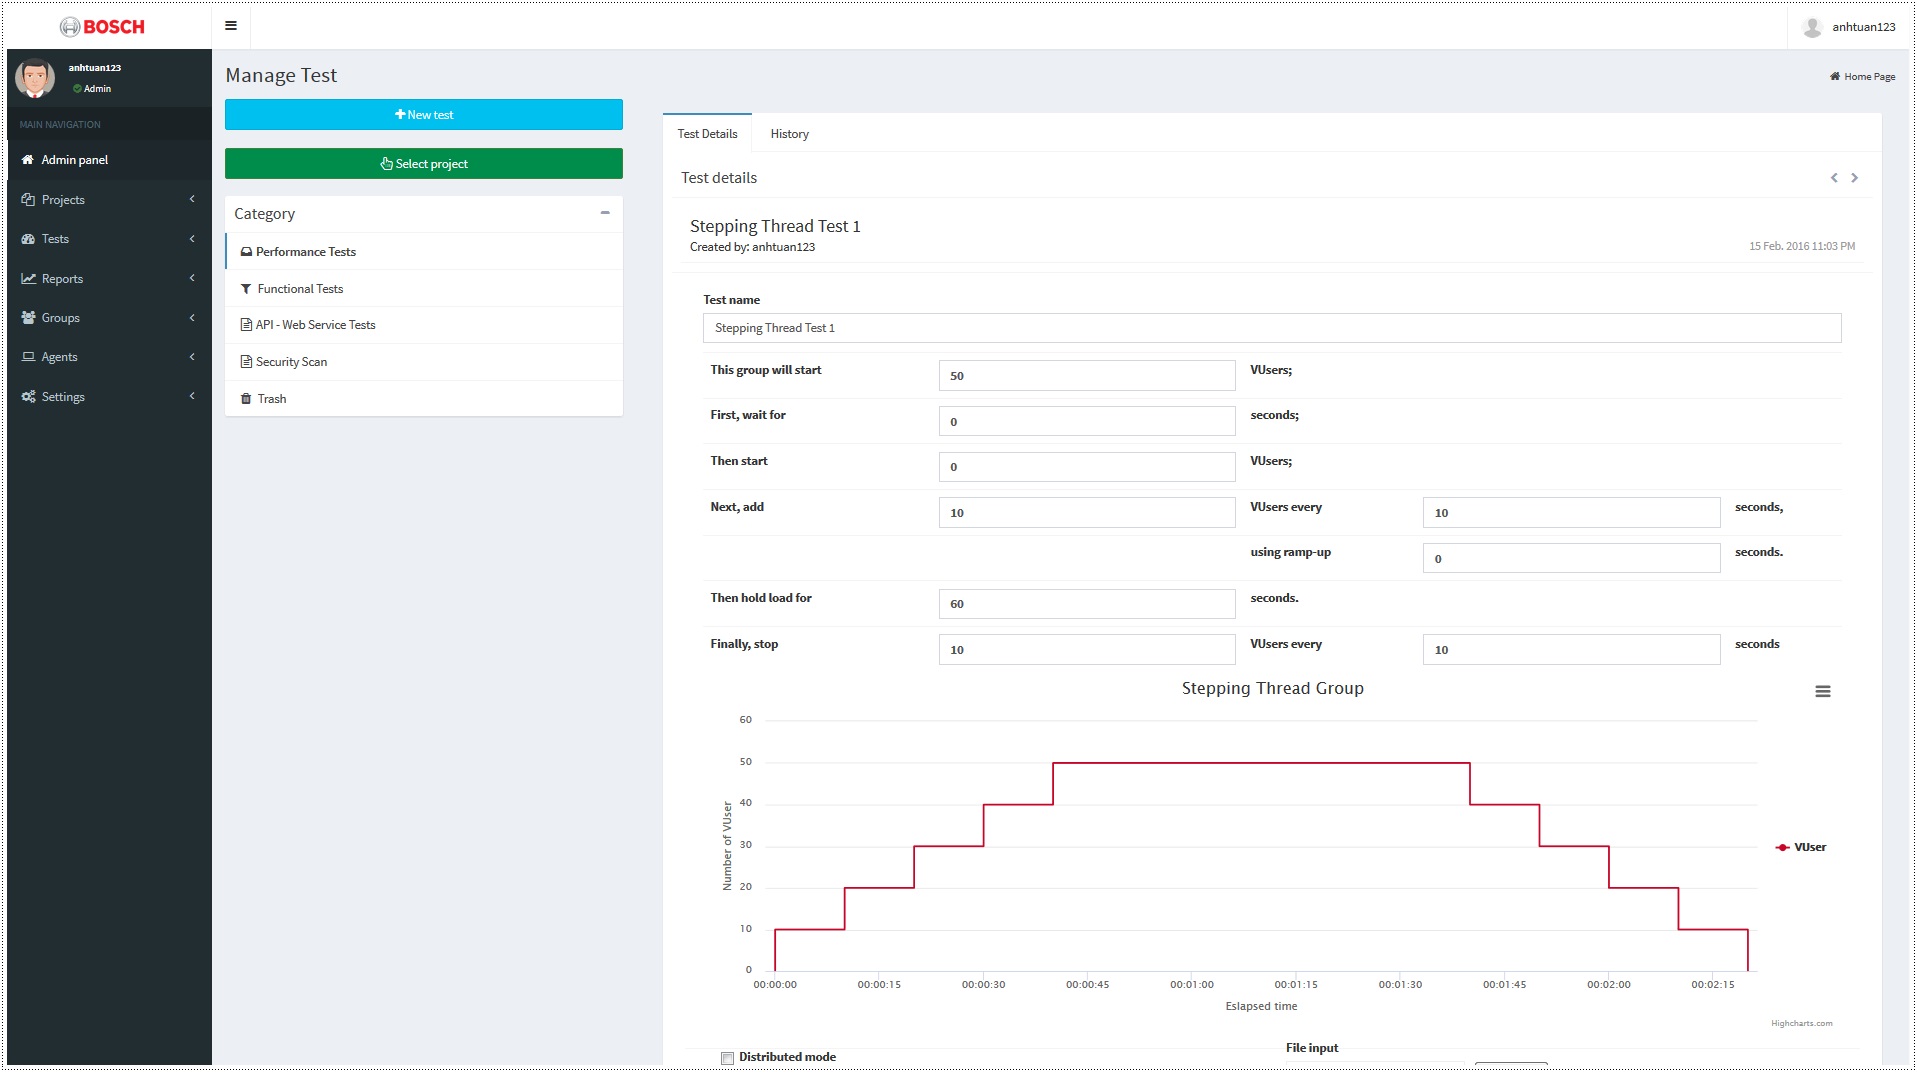 BOSCH
anhtuan123
anhtuan123
Admin
MAIN NAVIGATION
Admin panel
Projects
Tests
Reports
Groups
Agents
Settings
Manage Test
Home Page
New test
Select project
Category
Performance Tests
Functional Tests
API - Web Service Tests
Security Scan
Trash
Test Details History
Test details
Stepping Thread Test 1
Created by: anhtuan123
15 Feb. 2016 11:03 PM
Test name
Stepping Thread Test 1
This group will start 50 VUsers;
First, wait for 0 seconds;
Then start 0 VUsers;
Next, add 10 VUsers every 10 seconds,
using ramp-up 0 seconds.
Then hold load for 60 seconds.
Finally, stop 10 VUsers every 10 seconds
Stepping Thread Group
60
50
40
30
20
10
0
Number of VUser
VUser
00:00:00 00:00:15 00:00:30 00:00:45 00:01:00 00:01:15 00:01:30 00:01:45 00:02:00 00:02:15
Eslapsed time
Highcharts.com
Distributed mode
File input